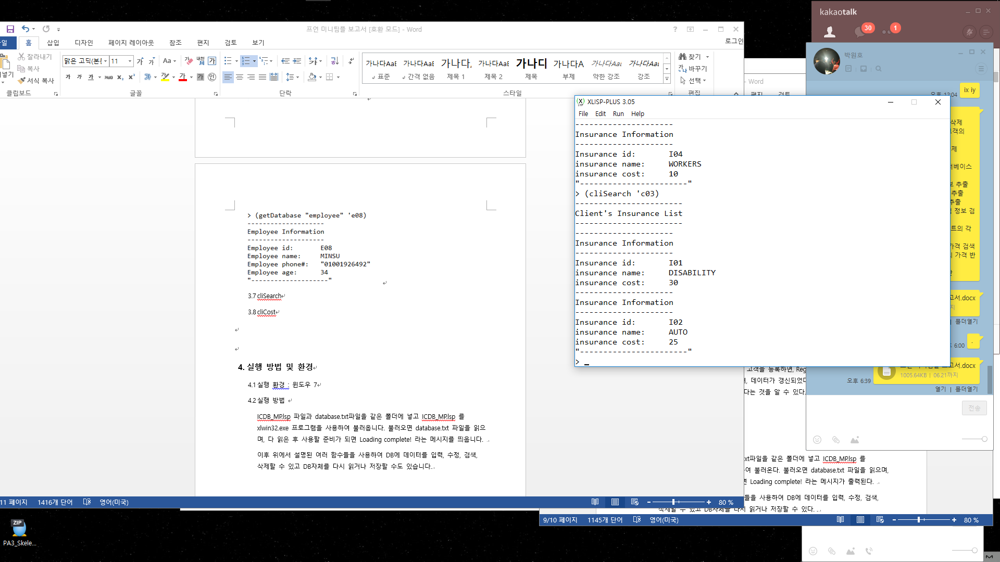 프언 미니팀플 보고서 [호환 모드] - Word
일
홈
삽입
디자인
페이지 레이아웃
참조
편지
검토
보기
로그인
잘라내기
복사
서식 복사
클립보드
맑은 고딕(본
11
Aa
글꼴
단락
가나다AaE
표준
가나다AaE
간격 없음
가나다,
제목 1
가나다AaE
제목 2
가나디
제목
가나다A
부제
가나다AaI
약한 강조
가나다AaI
강조
스타일
찾기
바꾸기
선택
편집
> (getDatabase "employee" 'e08)
---------------------
Employee Information
---------------------
Employee id: E08
Employee name: MINSU
Employee phone#: "01001926492"
Employee age: 34
"--------------------"
3.7 cliSearch
3.8 cliCost
4. 실행 방법 및 환경
4.1 실행 환경 : 윈도우 7
4.2 실행 방법
ICDB_MP.lsp 파일과 database.txt파일을 같은 폴더에 넣고 ICDB_MP.lsp 를
xlwin32.exe 프로그램을 사용하여 불러옵니다. 불러오면 database.txt 파일을 읽으
며, 다 읽은 후 사용할 준비가 되면 Loading complete! 라는 메시지를 띄웁니다.
이후 위에서 설명된 여러 함수들을 사용하여 DB에 데이터를 입력, 수정, 검색,
삭제할 수 있고 DB자체를 다시 읽거나 저장할 수도 있습니다.
11 페이지
1416개 단어
영어(미국)
80 %
XLISP-PLUS 3.05
File Edit Run Help
---------------------
Insurance Information
---------------------
Insurance id: I04
insurance name: WORKERS
insurance cost: 10
"-----------------------"
> (cliSearch 'c03)
-----------------------
Client's Insurance List
-----------------------
---------------------
Insurance Information
---------------------
Insurance id: I01
insurance name: DISABILITY
insurance cost: 30
---------------------
Insurance Information
---------------------
Insurance id: I02
insurance name: AUTO
insurance cost: 25
"-----------------------"
> _
kakaotalk
30
1
박원호
- Word
편지
검토
오후 12:04
ix iy
삭제
고객의
제
터베이스
보 추출
추출
추출
정보 검
트의 각
가격 검색
가격 반
고서.docx
폴더열기
6:00
.
고서.docx
1005.64KB | 06.21까지
오후 6:39
열기 | 폴더열기
전송
고객을 등록하면, Reg
, 데이터가 갱신되었다
다는 것을 알 수 있다.
xt파일을 같은 폴더에 넣고 ICDB_MP.lsp 를
여 불러온다. 불러오면 database.txt 파일을 읽으며,
면 Loading complete! 라는 메시지가 출력된다.
들을 사용하여 DB에 데이터를 입력, 수정, 검색,
삭제할 수 있고 DB자체를 다시 읽거나 저장할 수 있다.
9/10 페이지
1145개 단어
영어(미국)
80 %
ZIP
PA3_Skele...